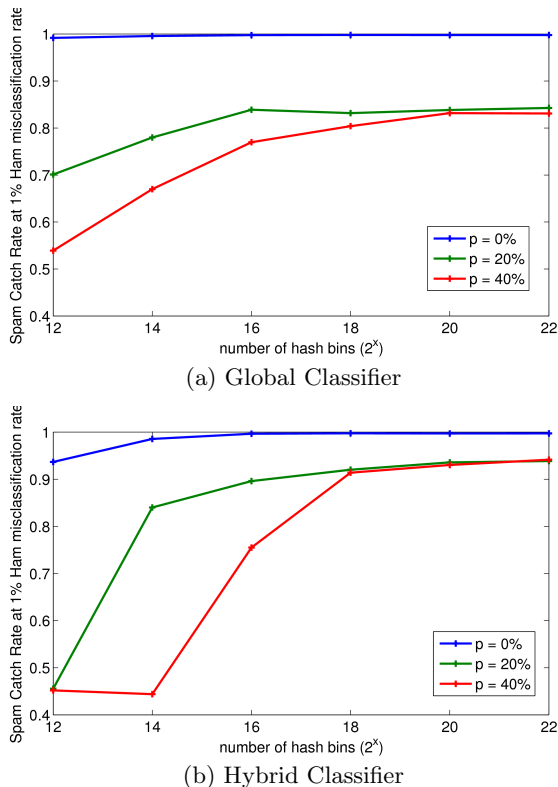 Spam Catch Rate at 1% Ham misclassification rate
1
0.9
0.8
0.7
0.6
0.5
0.4
12 14 16 18 20 22
number of hash bins (2^x)
p = 0%
p = 20%
p = 40%
(a) Global Classifier
Spam Catch Rate at 1% Ham misclassification rate
1
0.9
0.8
0.7
0.6
0.5
0.4
12 14 16 18 20 22
number of hash bins (2^x)
p = 0%
p = 20%
p = 40%
(b) Hybrid Classifier